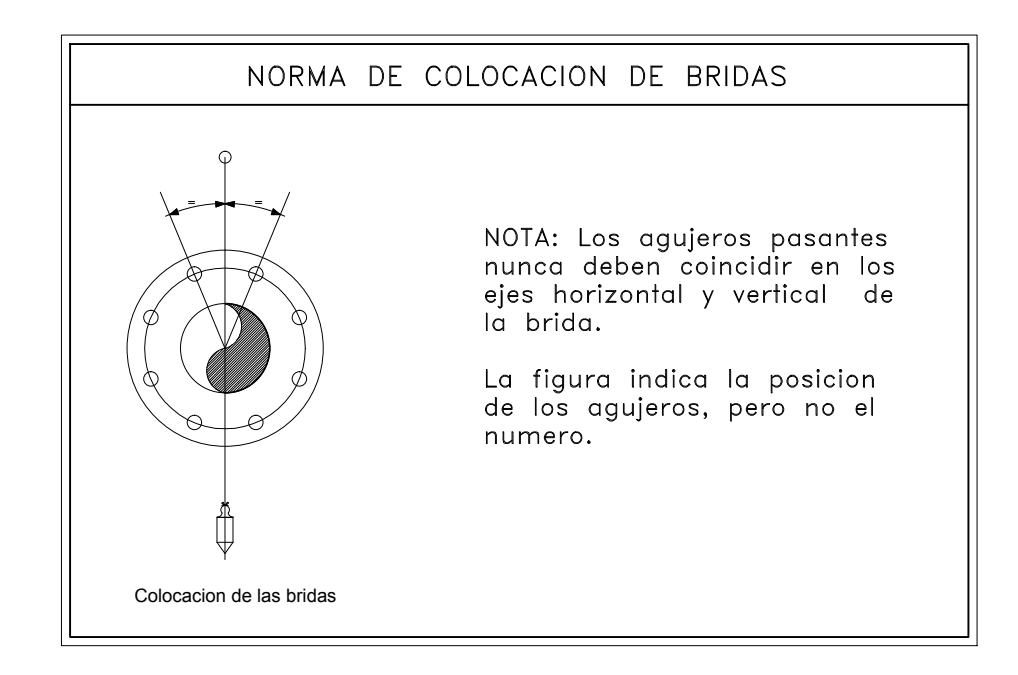 NORMA DE COLOCACION DE BRIDAS
= =
NOTA: Los agujeros pasantes
nunca deben coincidir en los
ejes horizontal y vertical de
la brida.
La figura indica la posicion
de los agujeros, pero no el
numero.
Colocacion de las bridas